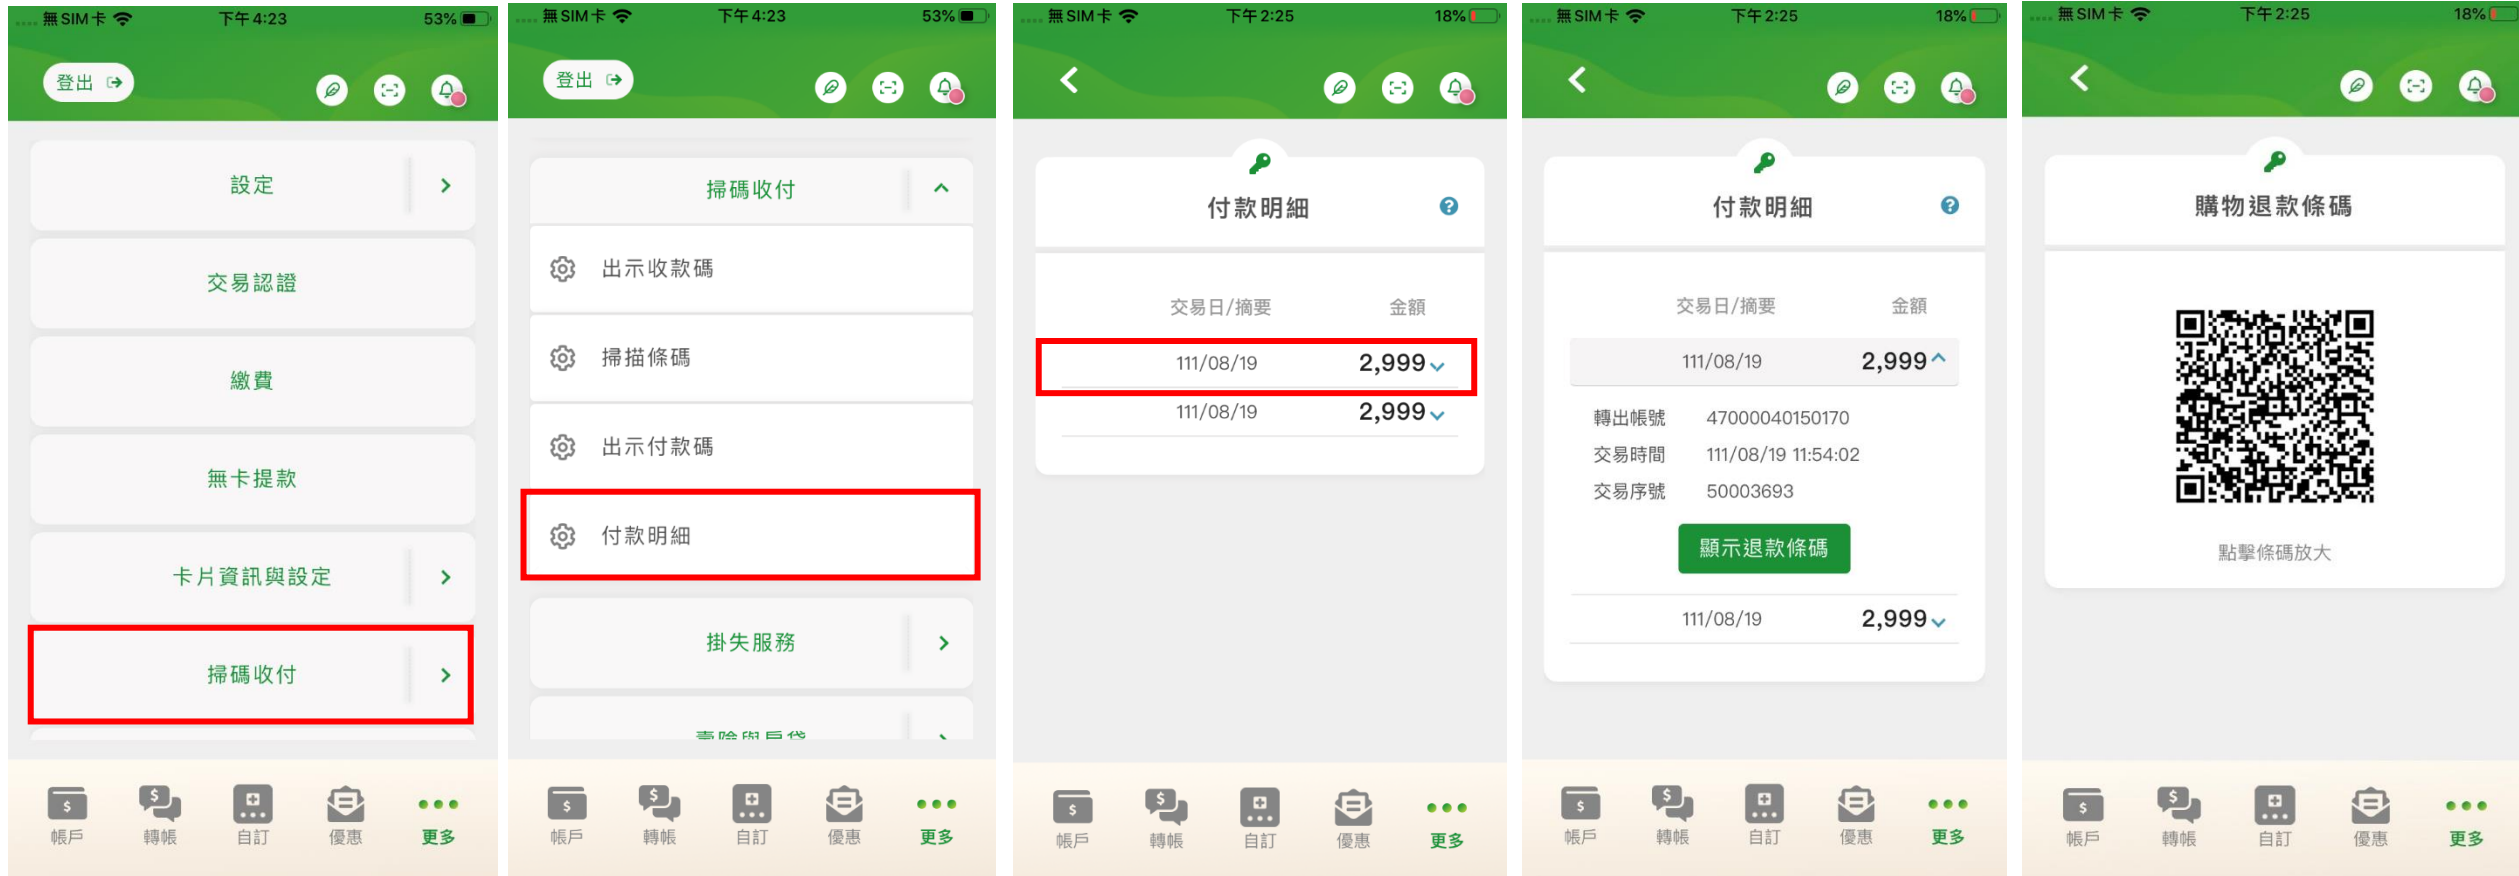 無SIM卡 下午4:23 53%
登出
設定
交易認證
繳費
無卡提款
卡片資訊與設定
掃碼收付
帳戶 轉帳 自訂 優惠 更多
無SIM卡 下午4:23 53%
登出
掃碼收付
出示收款碼
掃描條碼
出示付款碼
付款明細
掛失服務
壽險與房貸
帳戶 轉帳 自訂 優惠 更多
無SIM卡 下午2:25 18%
付款明細 ?
交易日/摘要 金額
111/08/19 2,999
111/08/19 2,999
帳戶 轉帳 自訂 優惠 更多
無SIM卡 下午2:25 18%
付款明細 ?
交易日/摘要 金額
111/08/19 2,999
轉出帳號 47000040150170
交易時間 111/08/19 11:54:02
交易序號 50003693
顯示退款條碼
111/08/19 2,999
帳戶 轉帳 自訂 優惠 更多
無SIM卡 下午2:25 18%
購物退款條碼
點擊條碼放大
帳戶 轉帳 自訂 優惠 更多